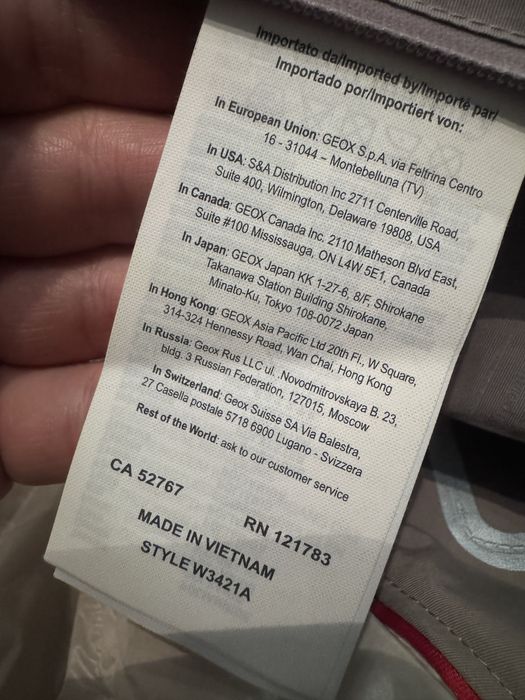 Importato da/Imported by/Importé par/
Importado por/Importiert von:
In European Union: GEOX S.p.A. via Feltrina Centro
16 - 31044 – Montebelluna (TV)
In USA: S&A Distribution Inc 2711 Centerville Road,
Suite 400, Wilmington, Delaware 19808, USA
In Canada: GEOX Canada Inc. 2110 Matheson Blvd East,
Suite #100 Mississauga, ON L4W 5E1, Canada
In Japan: GEOX Japan KK 1-27-6, 8/F, Shirokane
Takanawa Station Building Shirokane,
Minato-Ku, Tokyo 108-0072 Japan
In Hong Kong: GEOX Asia Pacific Ltd 20th Fl., W Square,
314-324 Hennessy Road, Wan Chai, Hong Kong
In Russia: Geox Rus LLC ul. .Novodmitrovskaya B. 23,
bldg. 3 Russian Federation, 127015, Moscow
In Switzerland: Geox Suisse SA Via Balestra,
27 Casella postale 5718 6900 Lugano - Svizzera
Rest of the World: ask to our customer service
CA 52767 RN 121783
MADE IN VIETNAM
STYLE W3421A